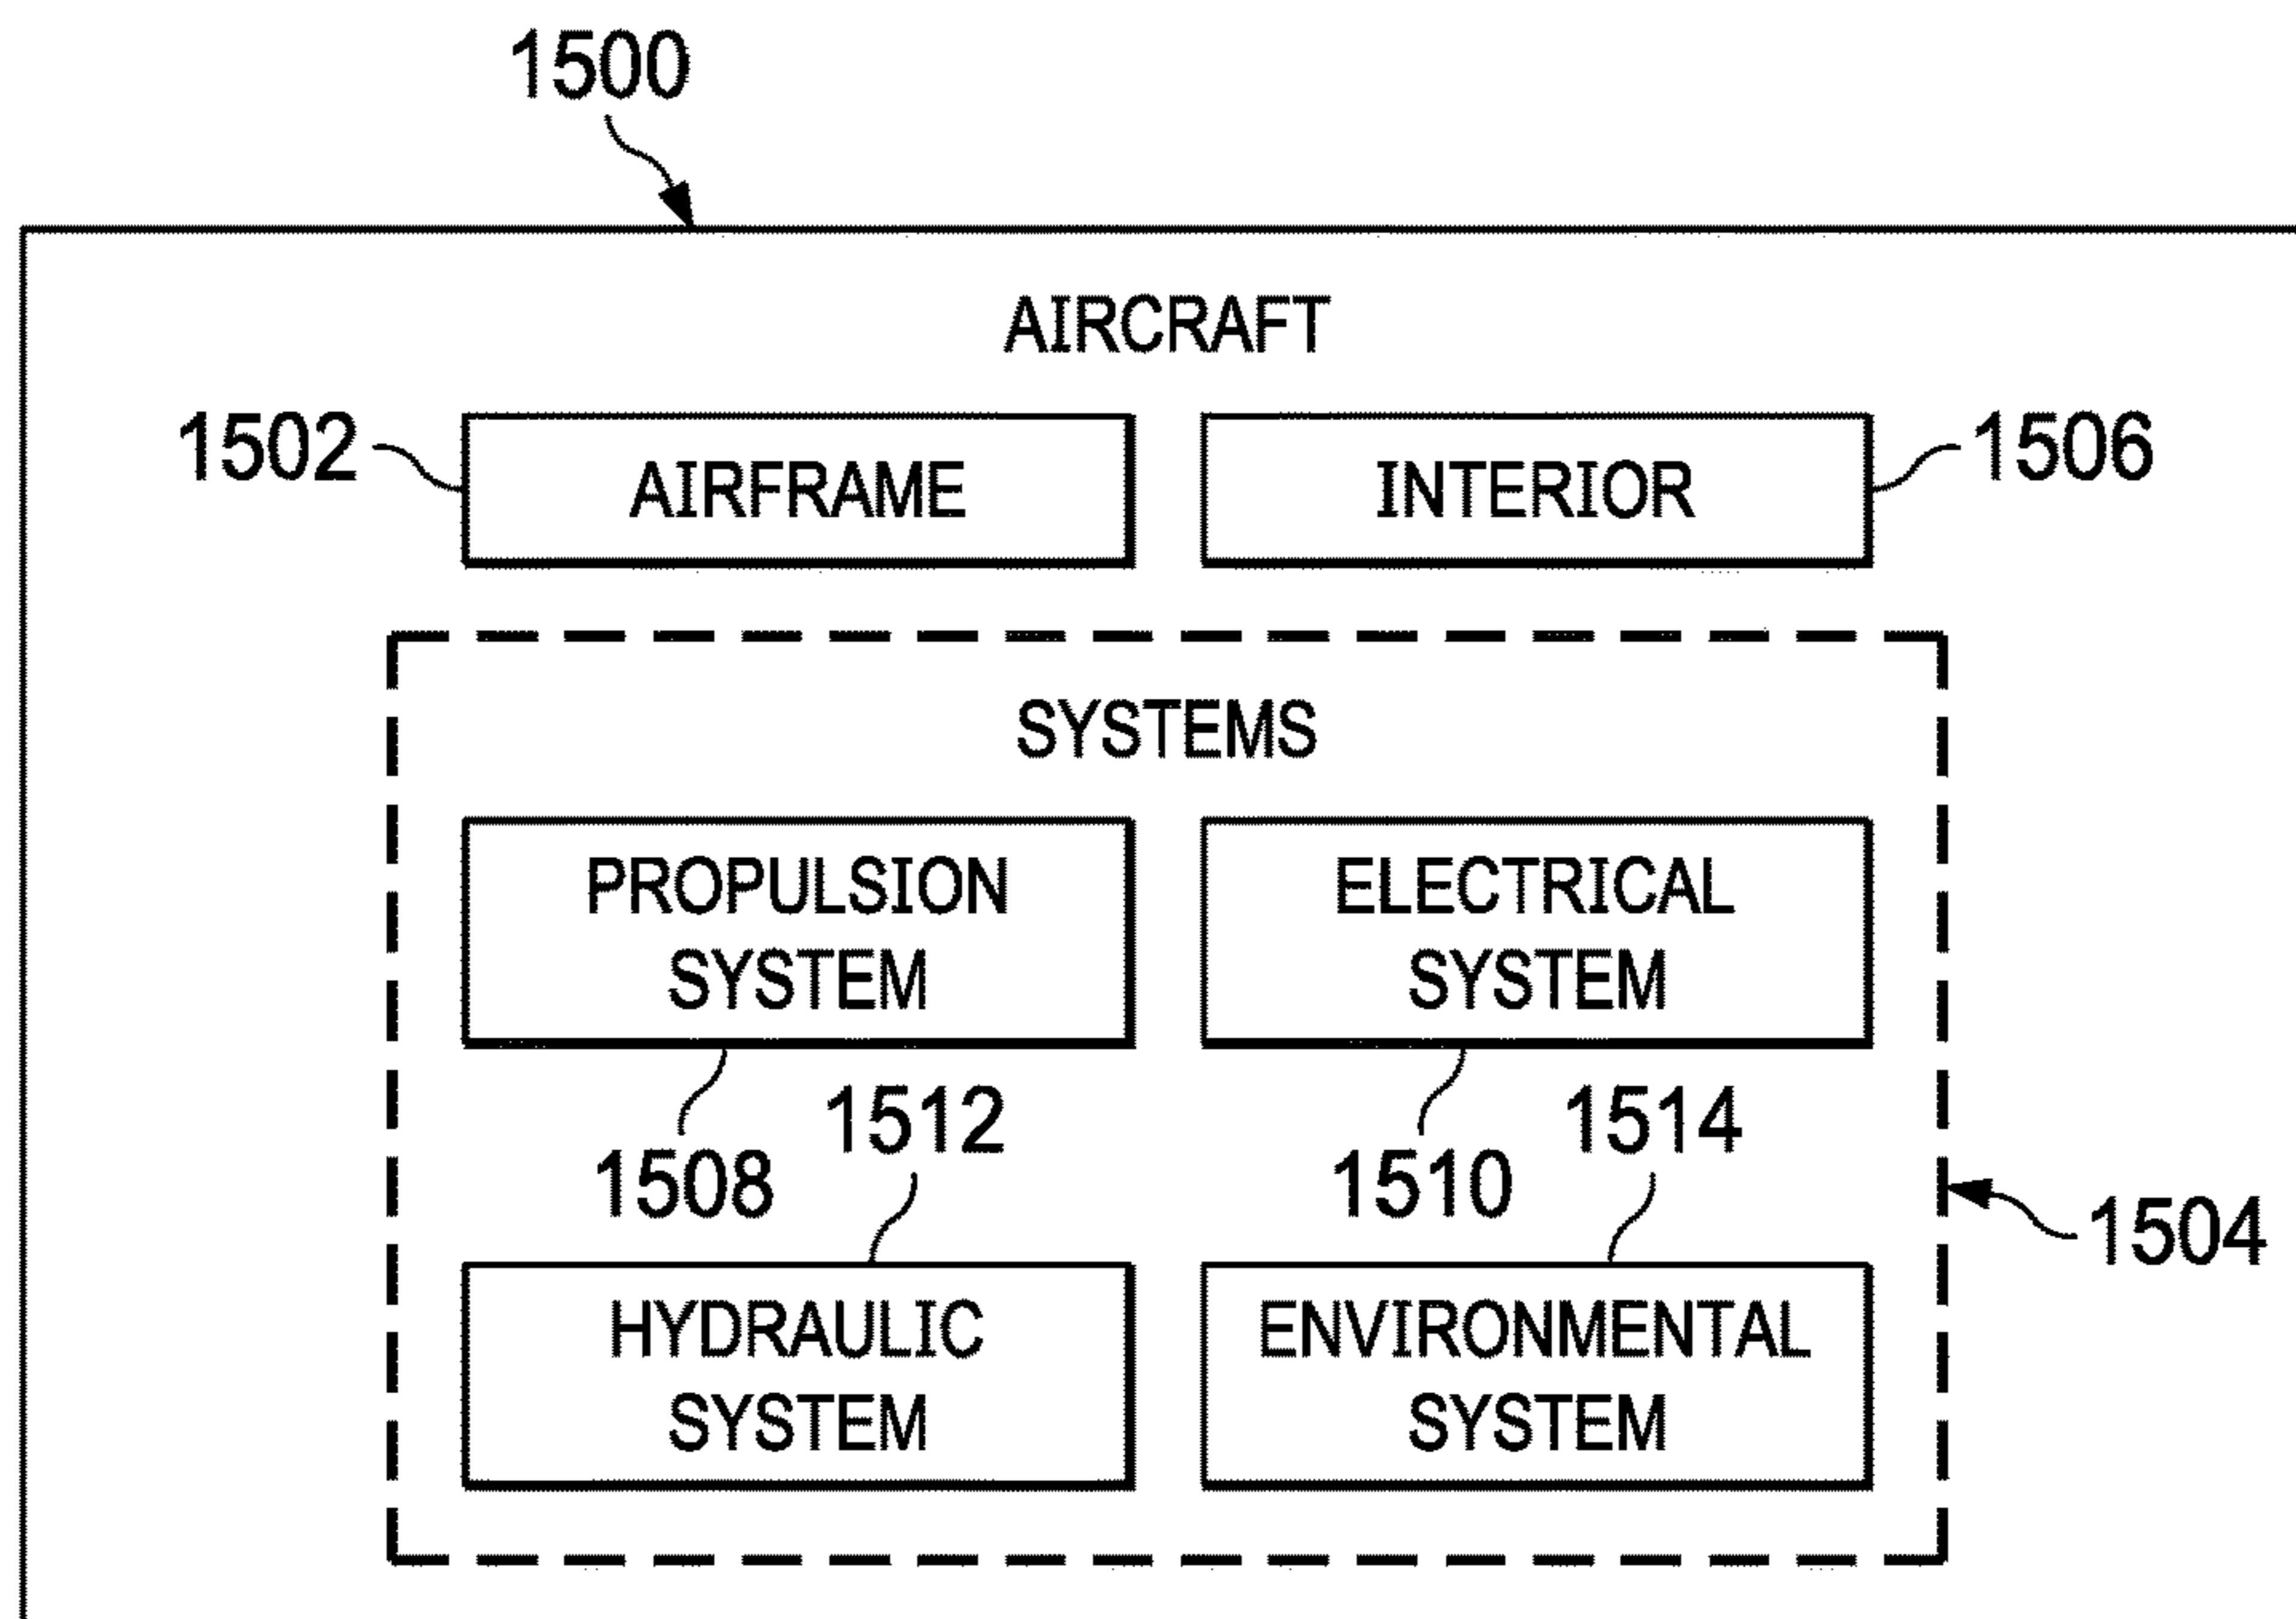 1500
AIRCRAFT
1502
AIRFRAME
INTERIOR
1506
SYSTEMS
PROPULSION
SYSTEM
ELECTRICAL
SYSTEM
1508
1512
1510
1514
1504
HYDRAULIC
SYSTEM
ENVIRONMENTAL
SYSTEM